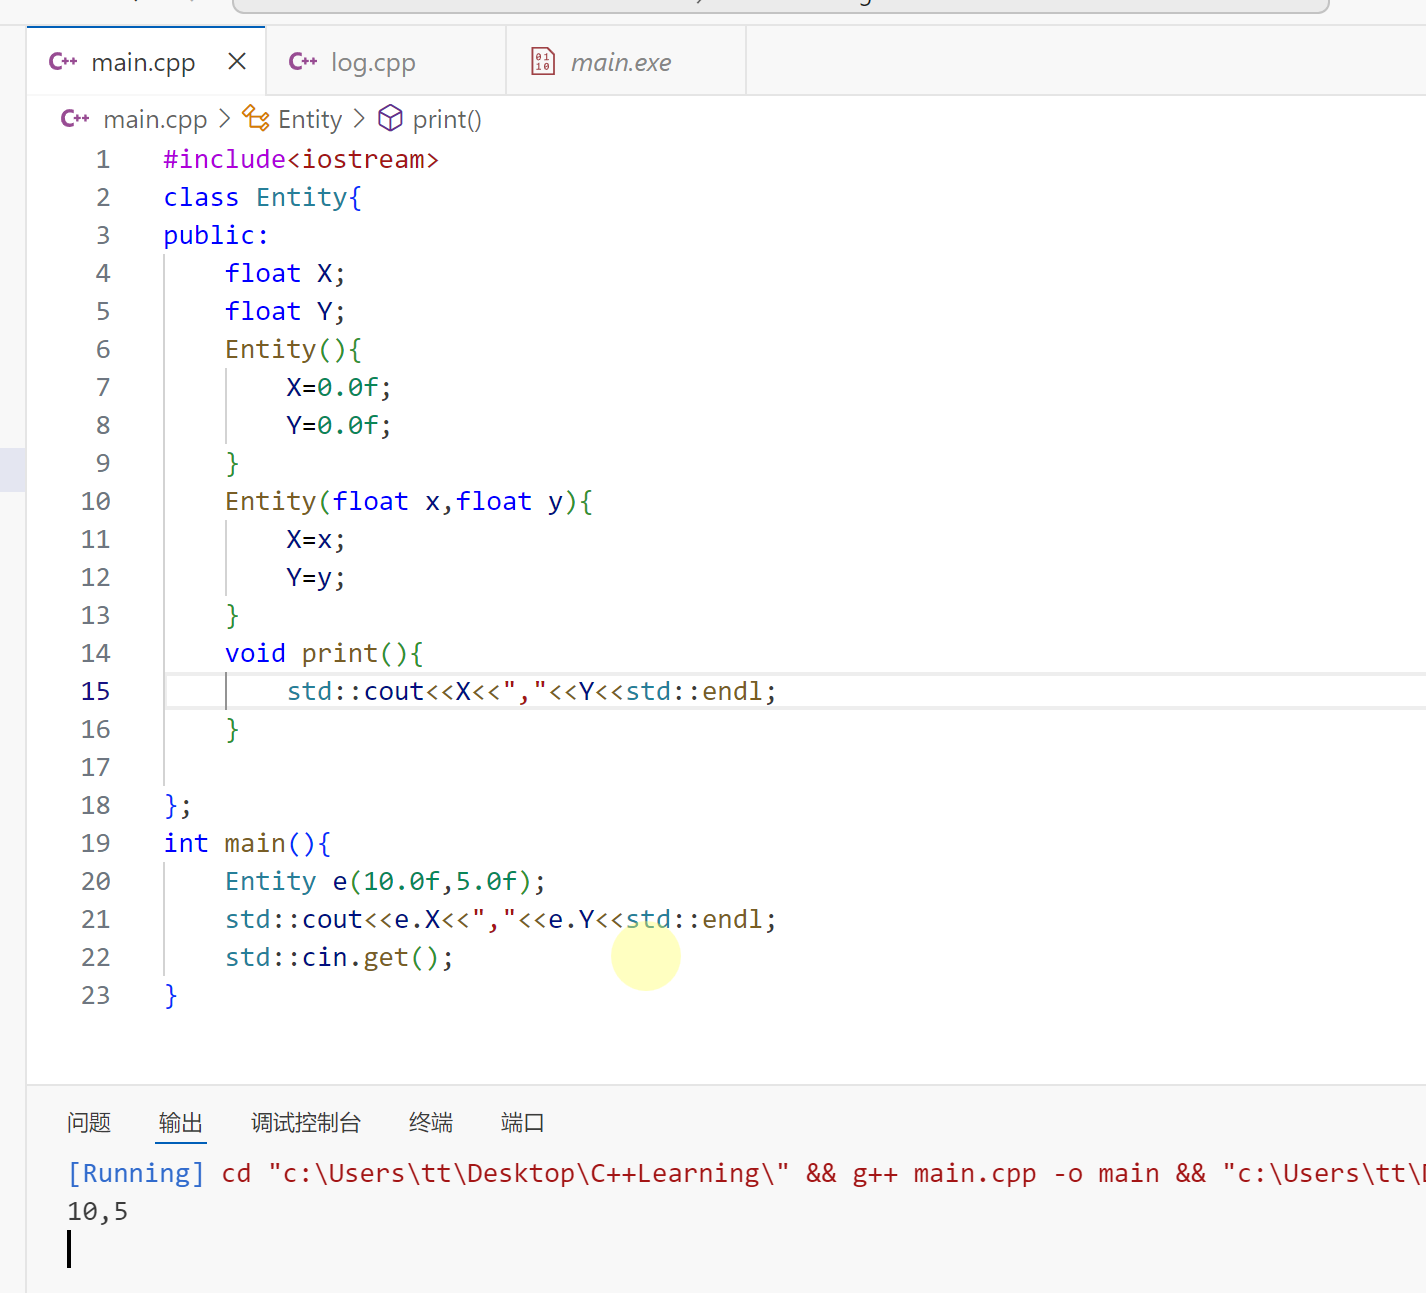 main.cpp log.cpp main.exe
main.cpp > Entity > print()
1 #include<iostream>
2 class Entity{
3 public:
4     float X;
5     float Y;
6     Entity(){
7         X=0.0f;
8         Y=0.0f;
9     }
10     Entity(float x,float y){
11         X=x;
12         Y=y;
13     }
14     void print(){
15         std::cout<<X<<","<<Y<<std::endl;
16     }
17
18 };
19 int main(){
20     Entity e(10.0f,5.0f);
21     std::cout<<e.X<<","<<e.Y<<std::endl;
22     std::cin.get();
23 }
问题 输出 调试控制台 终端 端口
[Running] cd "c:\Users\tt\Desktop\C++Learning\" && g++ main.cpp -o main && "c:\Users\tt\
10,5